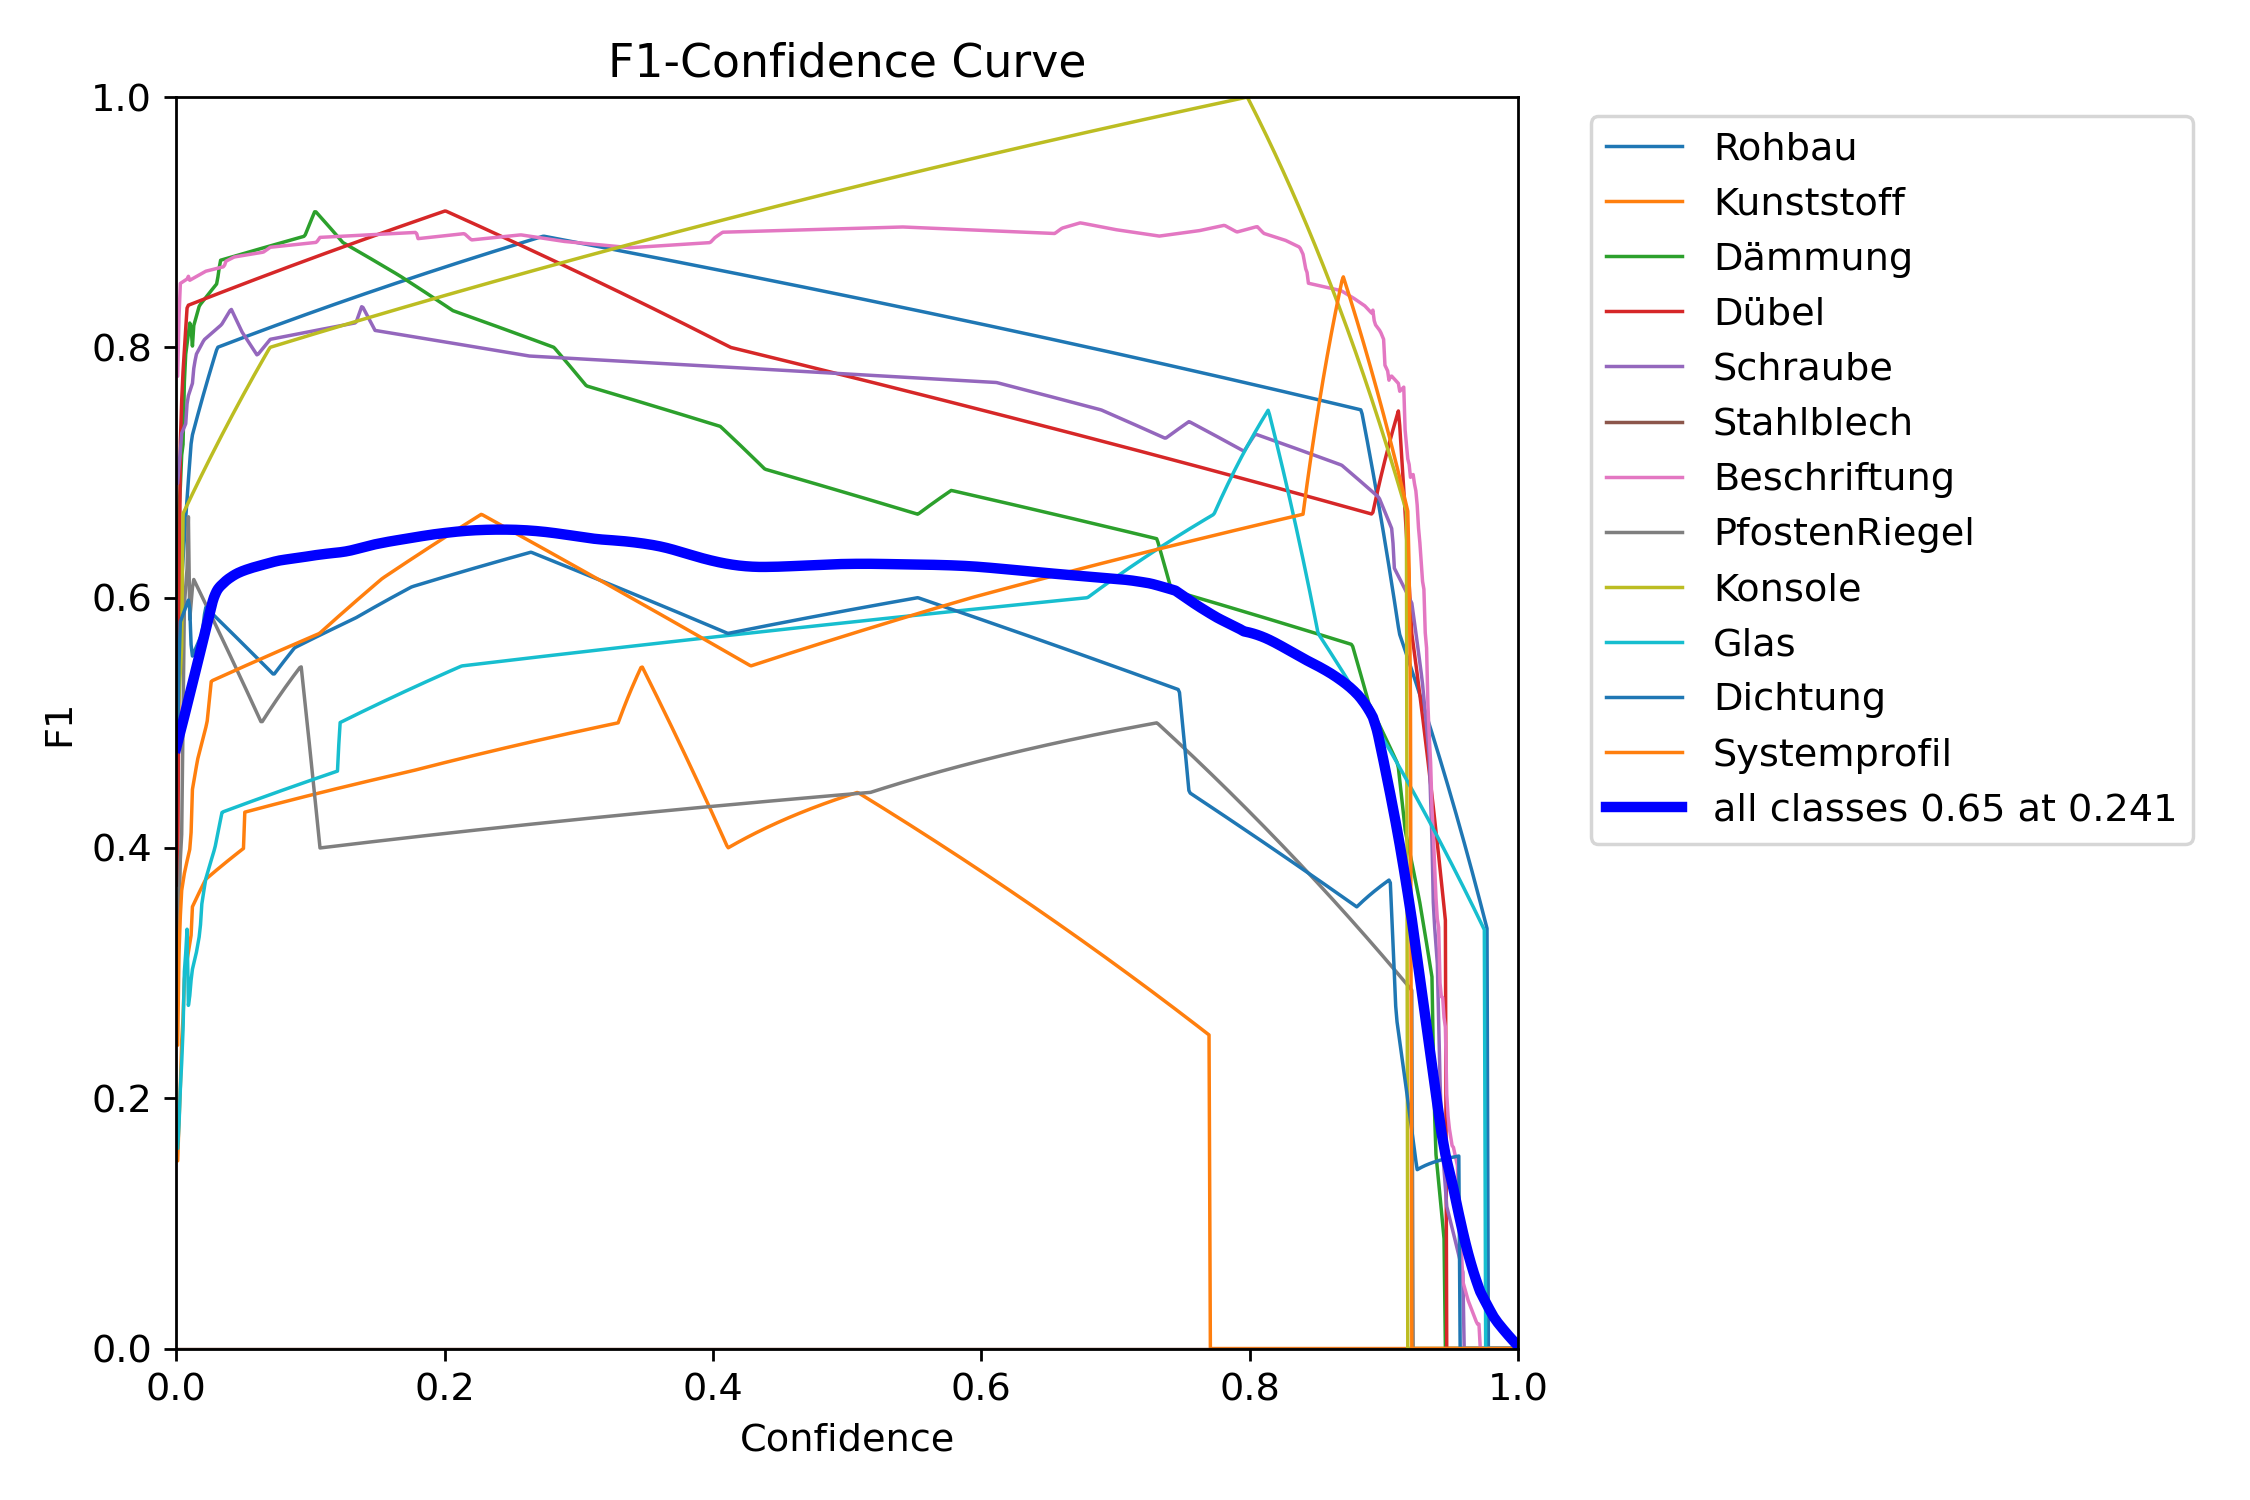 F1-Confidence Curve
1.0
0.8
0.6
0.4
0.2
0.0
F1
0.0 0.2 0.4 0.6 0.8 1.0
Confidence
Rohbau
Kunststoff
Dämmung
Dübel
Schraube
Stahlblech
Beschriftung
PfostenRiegel
Konsole
Glas
Dichtung
Systemprofil
all classes 0.65 at 0.241